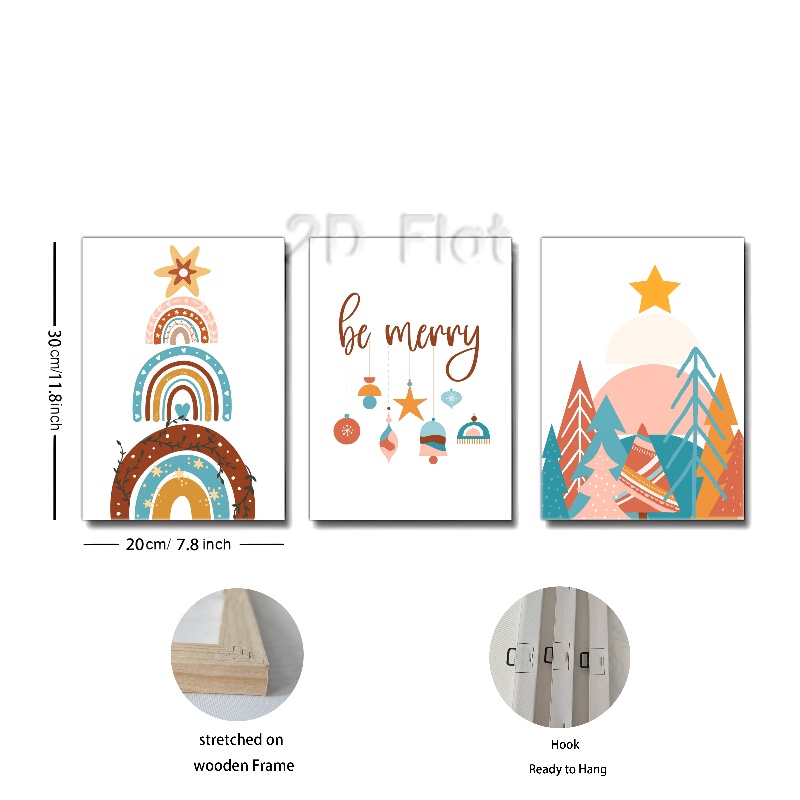 2D Flat
be merry
30cm/11.8inch
20cm/ 7.8 inch
stretched on
wooden Frame
Hook
Ready to Hang